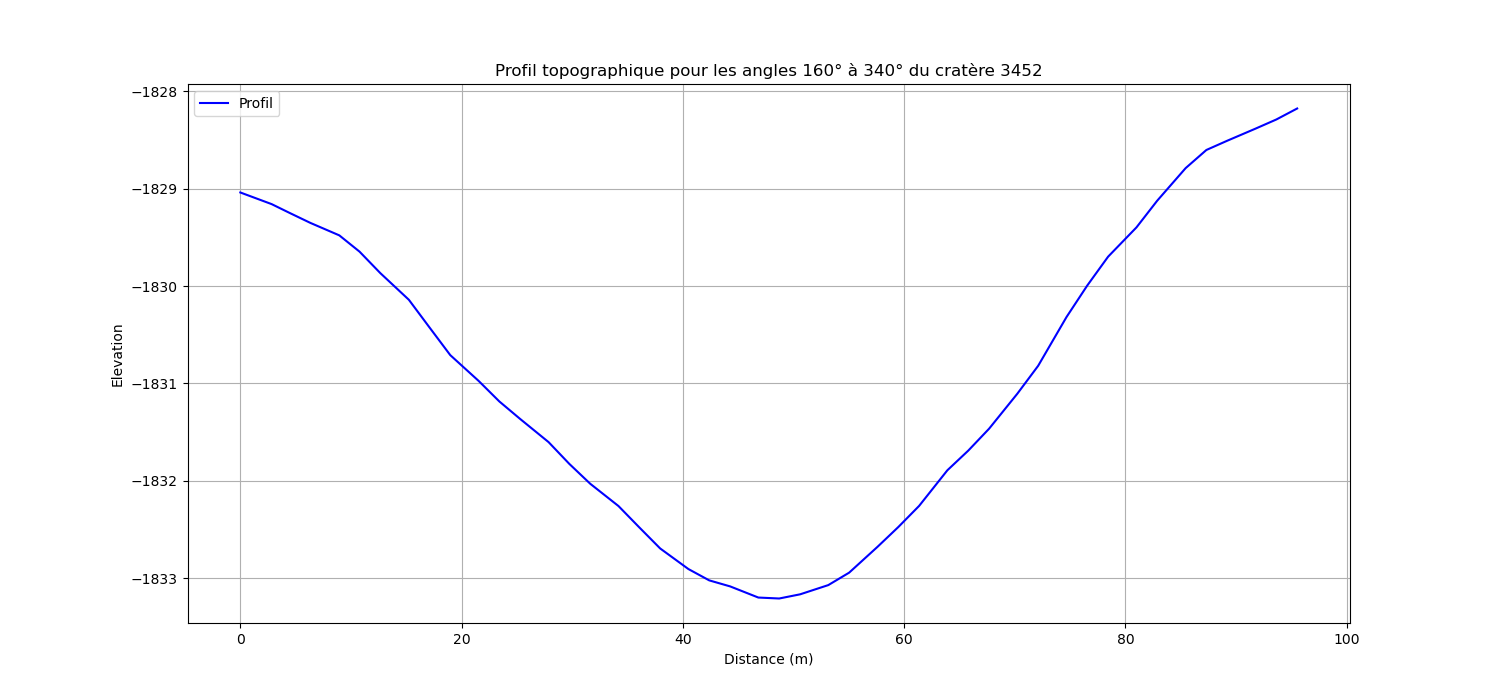 Profil topographique pour les angles 160° à 340° du cratère 3452
Profil
−1828
−1829
−1830
−1831
−1832
−1833
Elevation
0 20 40 60 80 100
Distance (m)